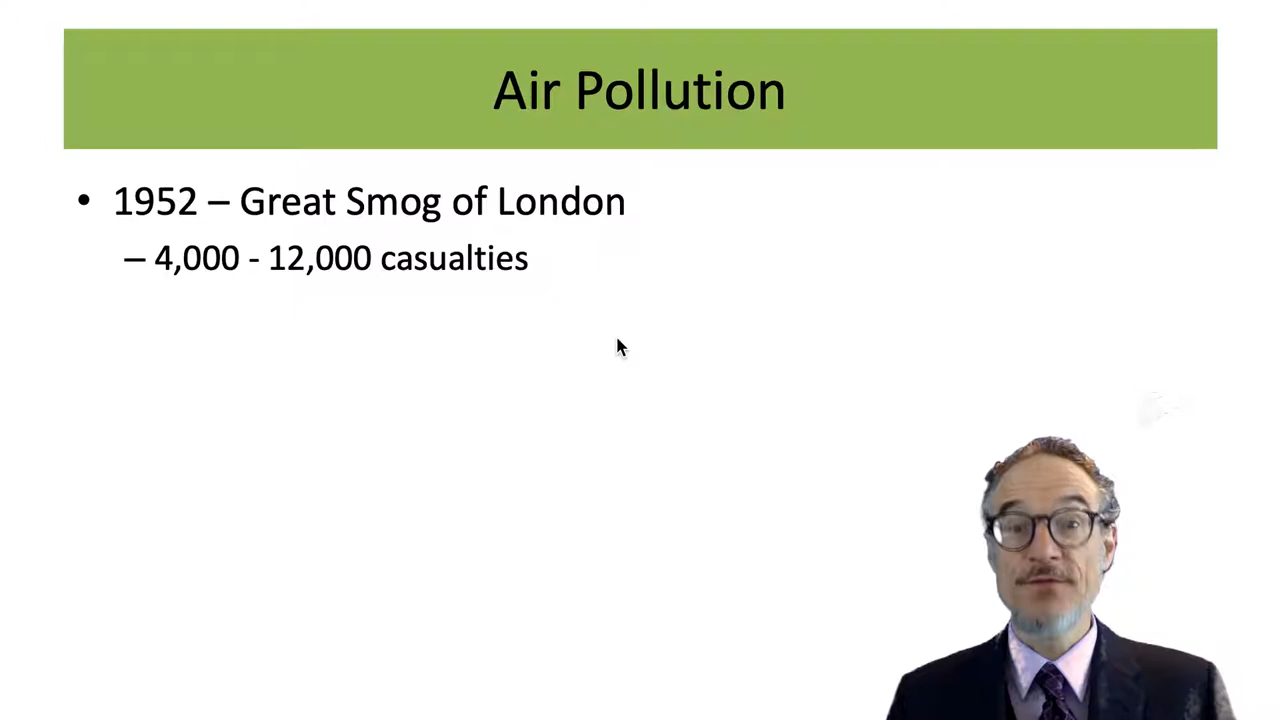 Air Pollution
• 1952 – Great Smog of London
– 4,000 - 12,000 casualties